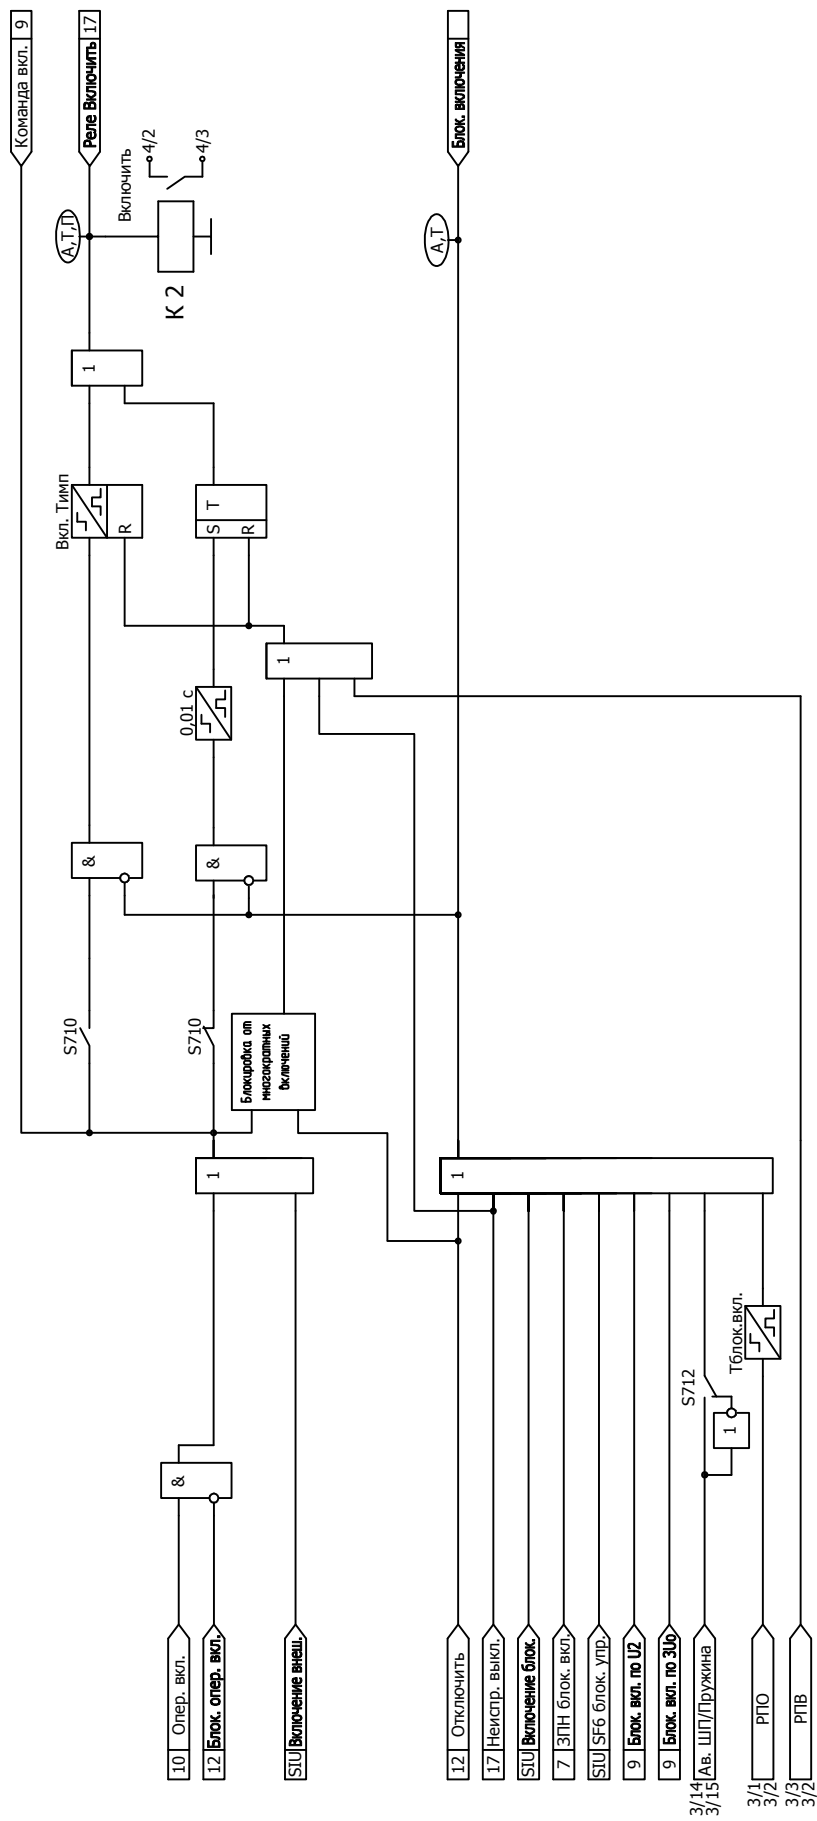 Команда вкл. 9
Реле Включить 17
А,Т,П
Включить
4/2
4/3
К 2
1
Вкл. Тимп
R
S T
R
1
0,01 с
&
&
S710
S710
Блокировка от
многократных
включений
1
&
10 Опер. вкл.
12 Блок. опер. вкл.
SIU Включение внеш.
Блок. включения
А,Т
1
S712
1
Тблок.вкл.
12 Отключить
17 Неиспр. выкл.
SIU Включение блок.
7 ЗПН блок. вкл.
SIU SF6 блок. упр.
9 Блок. вкл. по U2
9 Блок. вкл. по 3Uo
3/14
3/15
Ав. ШП/Пружина
3/1
3/2
РПО
3/3
3/2
РПВ